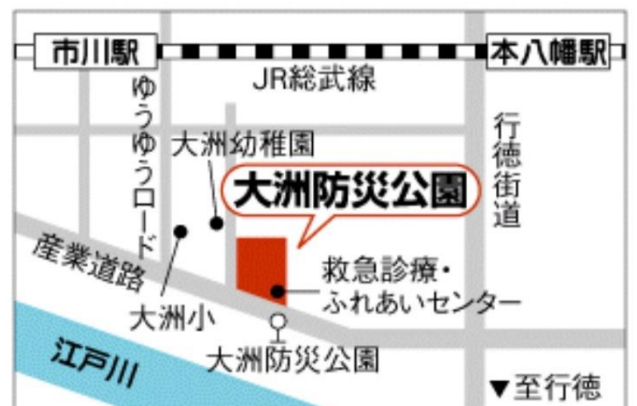 市川駅
本八幡駅
JR総武線
ゆうゆうロード
行徳街道
大洲幼稚園
大洲防災公園
産業道路
救急診療・
ふれあいセンター
大洲小
大洲防災公園
江戸川
▼至行徳